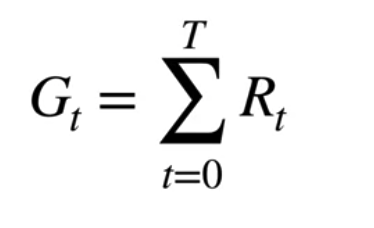 G_t = \sum_{t=0}^{T} R_t